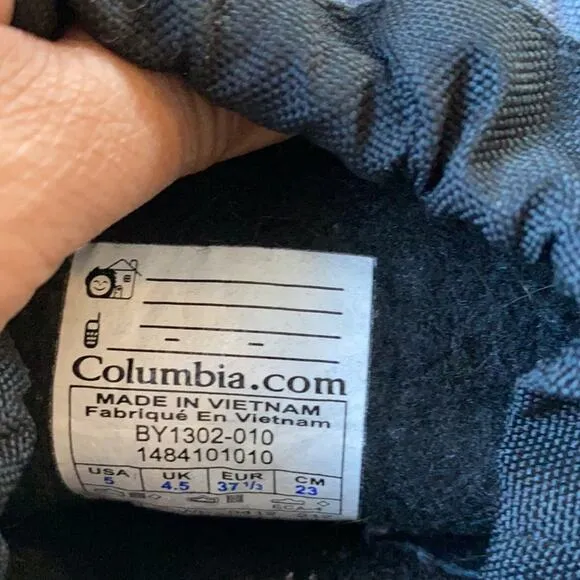 Columbia.com
MADE IN VIETNAM
Fabriqué En Vietnam
BY1302-010
1484101010
USA UK EUR CM
5 4.5 37 1/3 23